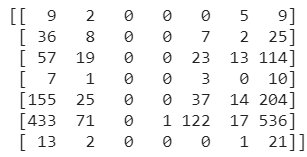 [[  9   2   0   0   0   5   9]
 [ 36   8   0   0   7   2  25]
 [ 57  19   0   0  23  13 114]
 [  7   1   0   0   3   0  10]
 [155  25   0   0  37  14 204]
 [433  71   0   1 122  17 536]
 [ 13   2   0   0   0   1  21]]